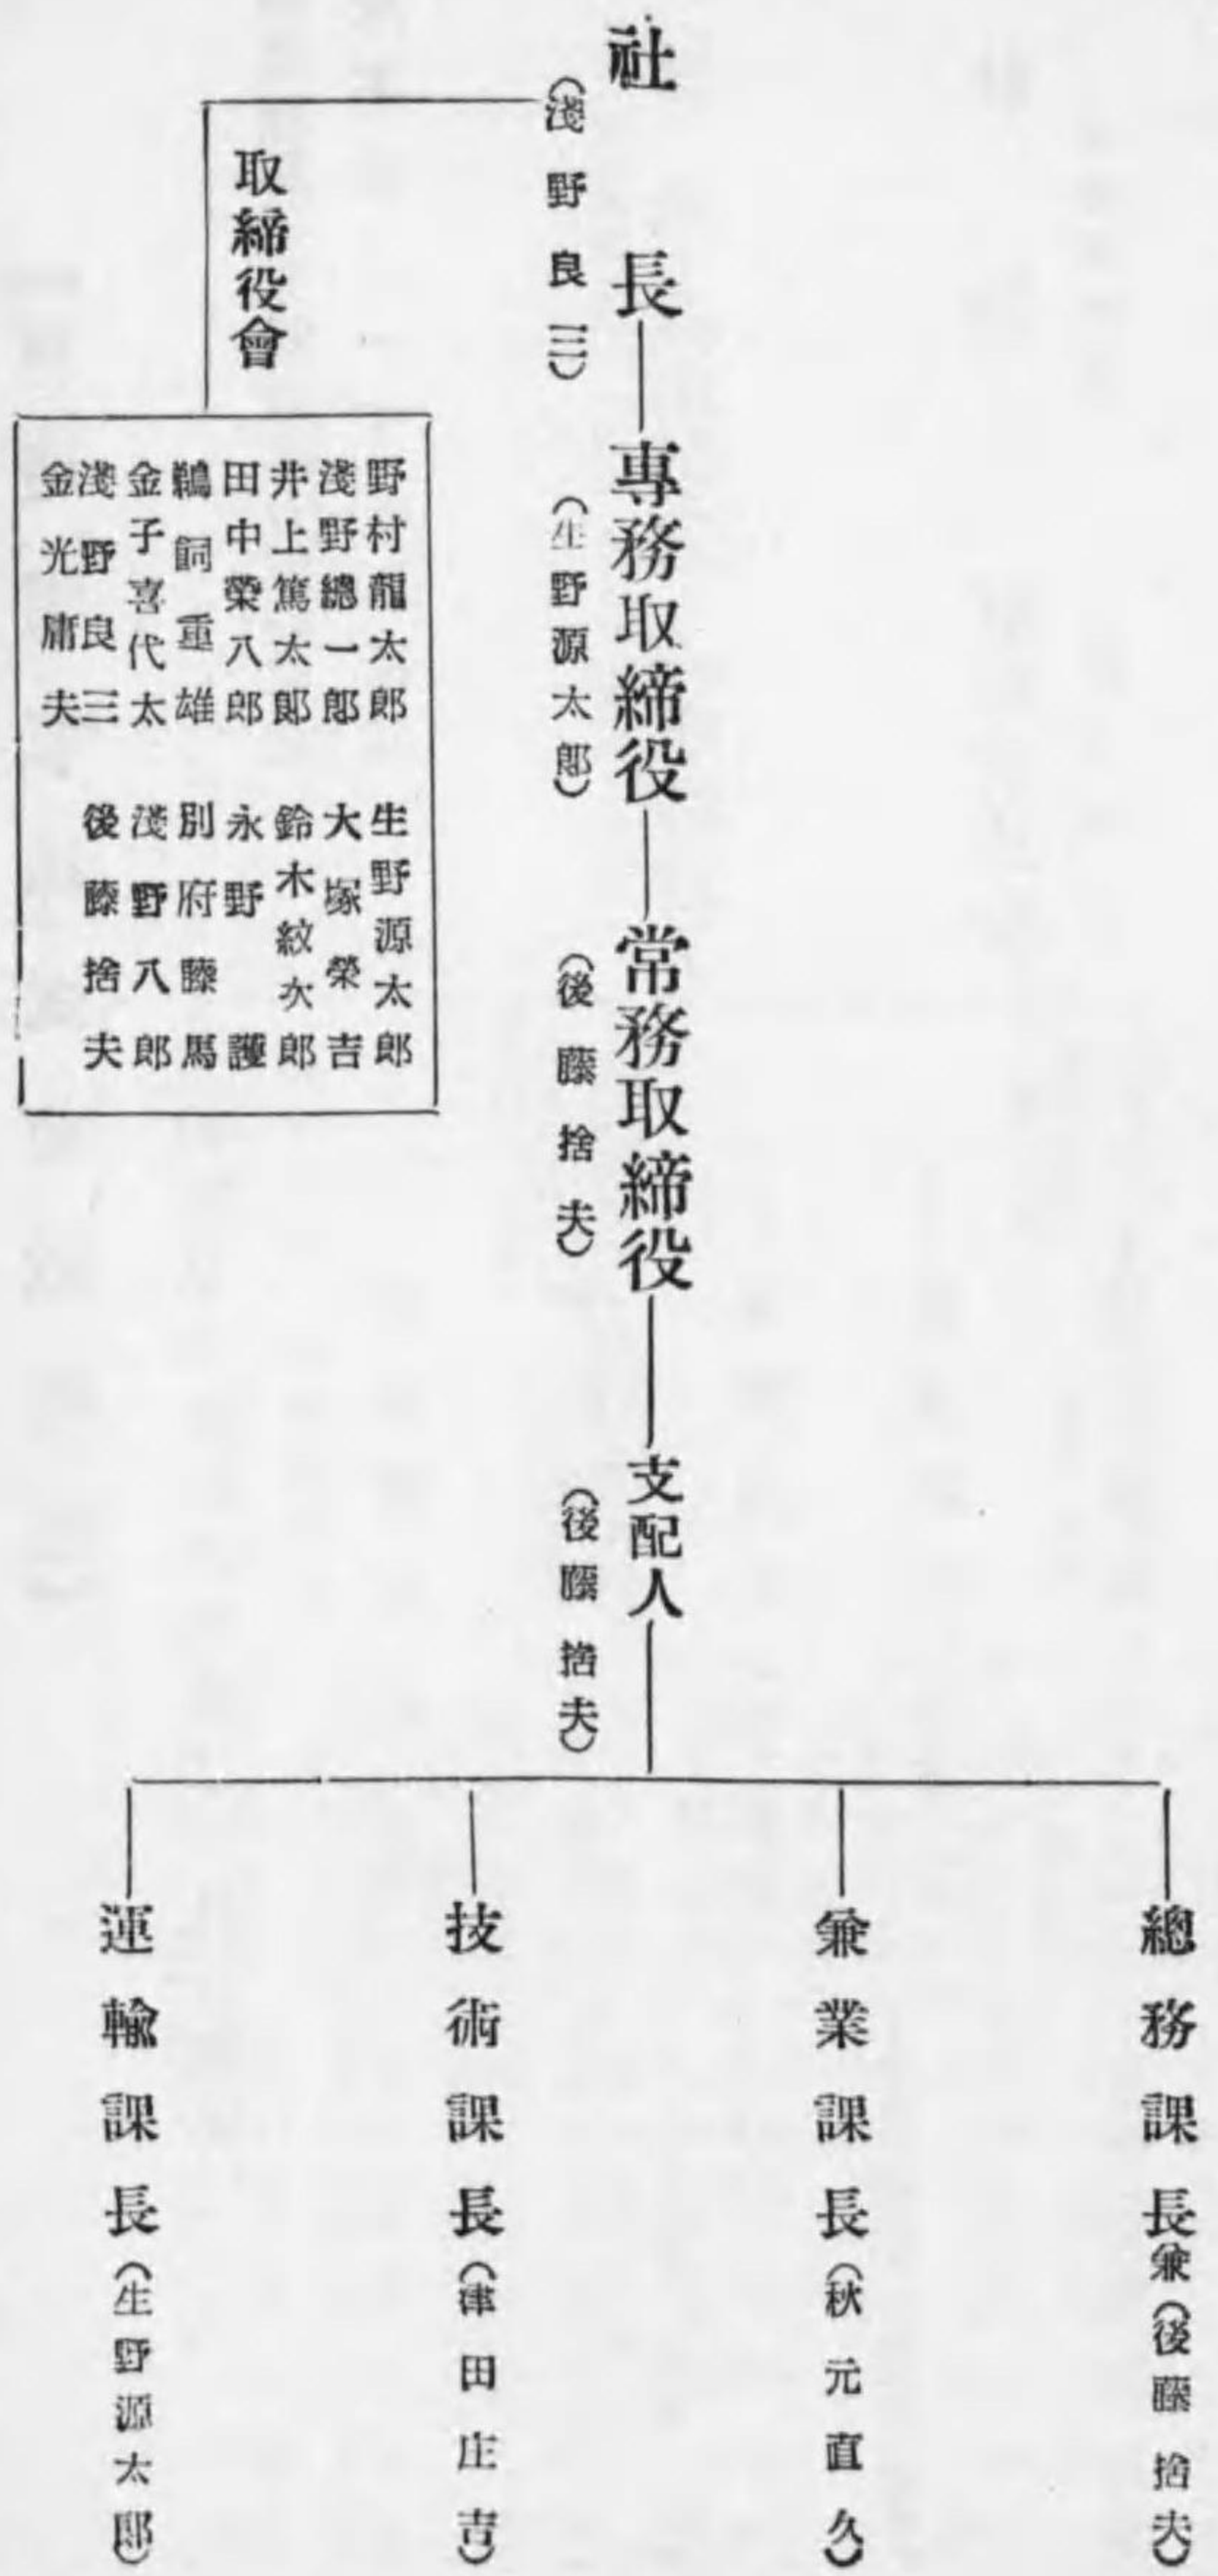 社長
(淺野良三)
專務取締役
(生野源太郎)
常務取締役
(後藤捨夫)
支配人
(後藤捨夫)
取締役會
野村龍太郎
生野源太郎
淺野總一郎
大塚榮吉
井上篤太郎
鈴木紋次郎
田中榮八郎
永野護
鵜飼重雄
別府藤馬
金子喜代太
淺野八郎
淺野良三
後藤捨夫
金光庸夫
總務課長兼(後藤捨夫)
兼業課長(秋元直久)
技術課長(津田庄吉)
運輸課長(生野源太郎)